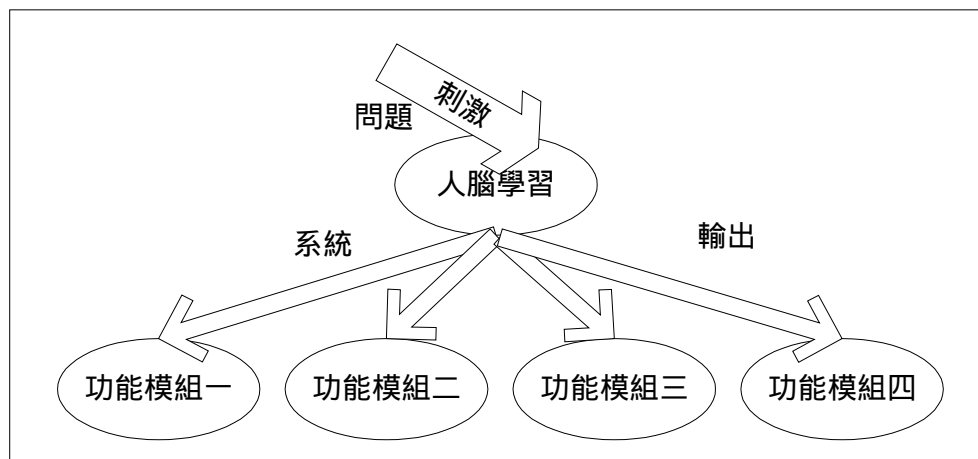 刺激
問題
人腦學習
系統
輸出
功能模組一
功能模組二
功能模組三
功能模組四